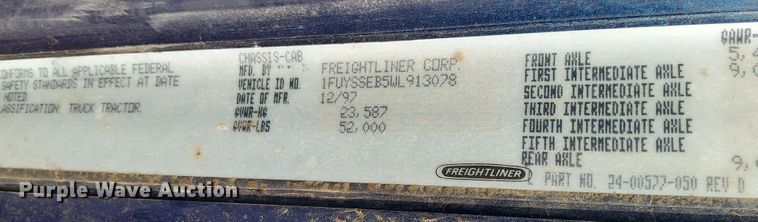 CONFORMS TO ALL APPLICABLE FEDERAL
SAFETY STANDARDS IN EFFECT AT DATE
NOTED
CLASSIFICATION: TRUCK TRACTOR
CHASSIS-CAB
MFD. BY FREIGHTLINER CORP.
VEHICLE ID NO. 1FUYSSEB5WL913078
DATE OF MFR. 12/97
GVWR-KG 23,587
GVWR-LBS 52,000
GAWR-
FRONT AXLE 5,
FIRST INTERMEDIATE AXLE 9,
SECOND INTERMEDIATE AXLE
THIRD INTERMEDIATE AXLE
FOURTH INTERMEDIATE AXLE
FIFTH INTERMEDIATE AXLE
REAR AXLE 9,
FREIGHTLINER
PART NO. 24-00577-050 REV D
Purple Wave Auction